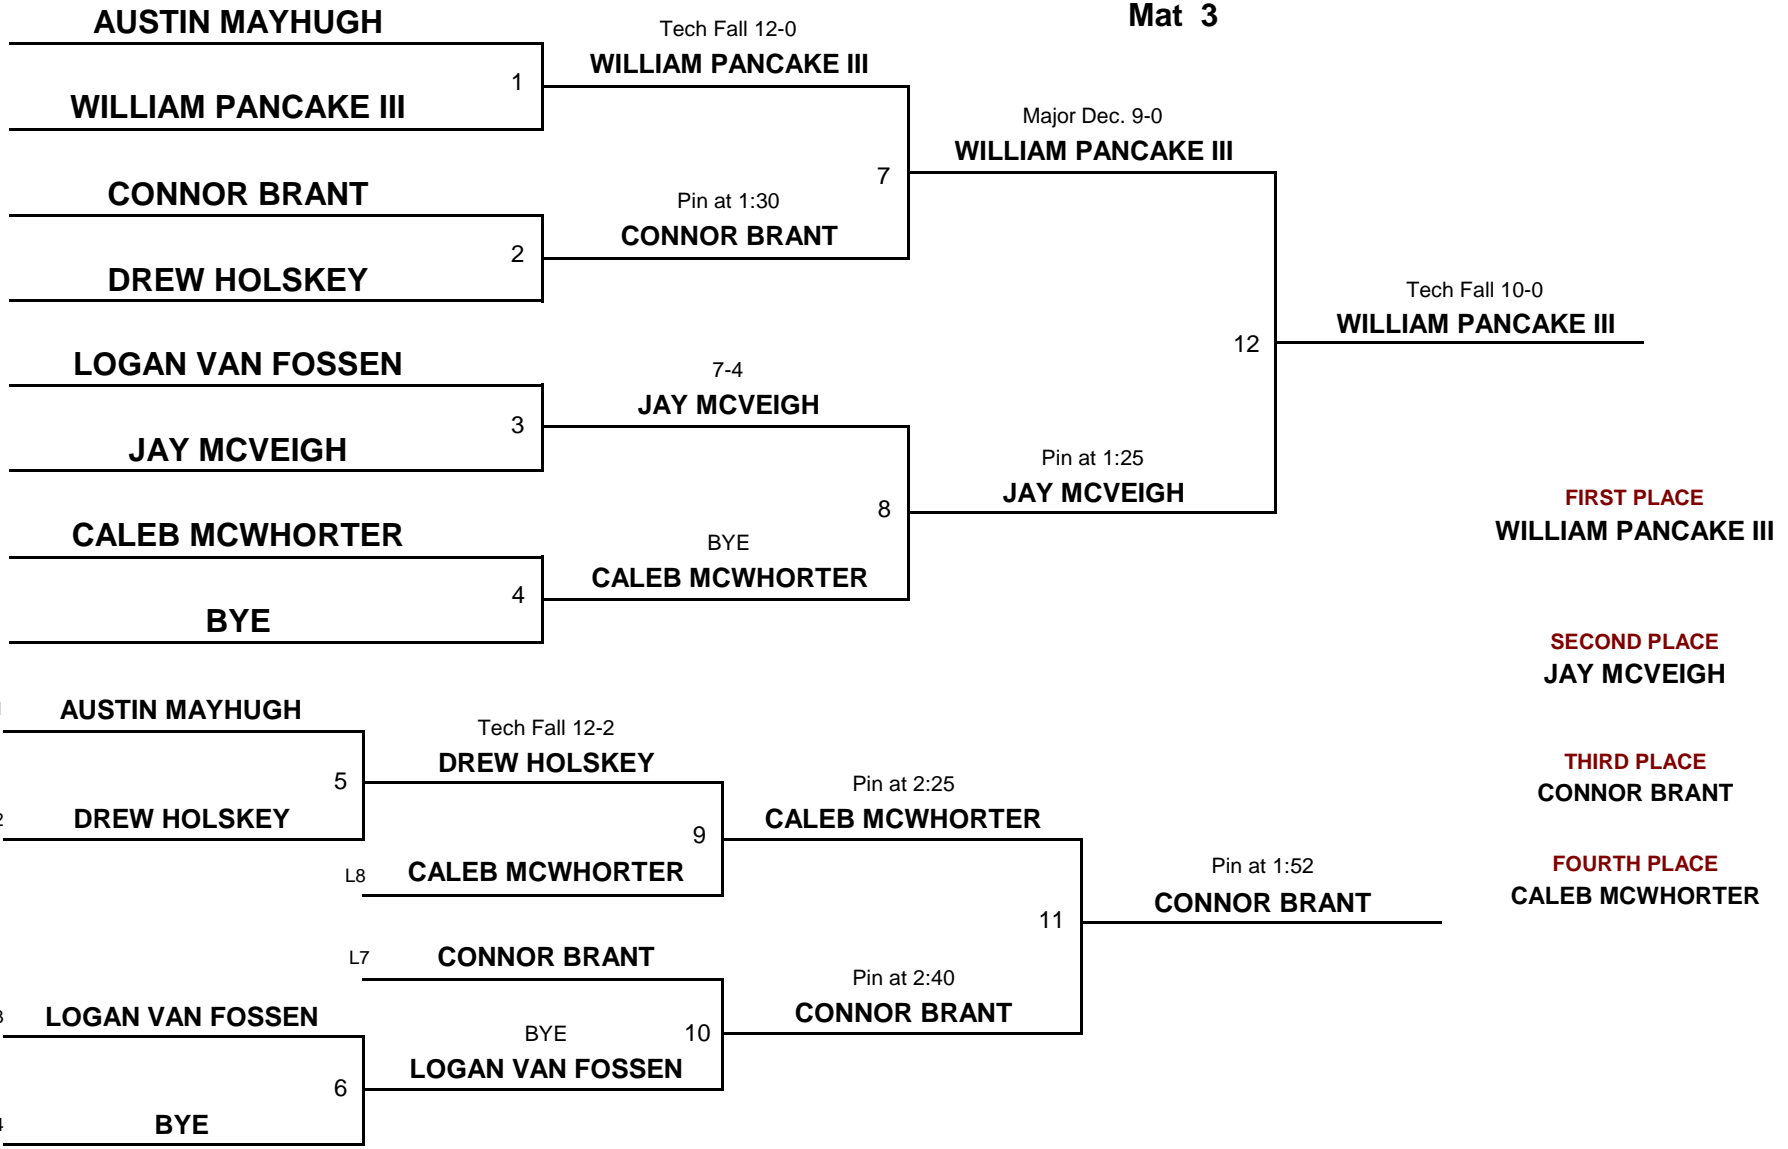 Mat 3
AUSTIN MAYHUGH
Tech Fall 12-0
WILLIAM PANCAKE III
1
WILLIAM PANCAKE III
Major Dec. 9-0
WILLIAM PANCAKE III
7
CONNOR BRANT
Pin at 1:30
CONNOR BRANT
2
DREW HOLSKEY
Tech Fall 10-0
WILLIAM PANCAKE III
12
LOGAN VAN FOSSEN
7-4
JAY MCVEIGH
3
JAY MCVEIGH
Pin at 1:25
JAY MCVEIGH
8
CALEB MCWHORTER
BYE
CALEB MCWHORTER
4
BYE
FIRST PLACE
WILLIAM PANCAKE III
SECOND PLACE
JAY MCVEIGH
THIRD PLACE
CONNOR BRANT
FOURTH PLACE
CALEB MCWHORTER
AUSTIN MAYHUGH
Tech Fall 12-2
DREW HOLSKEY
5
2 DREW HOLSKEY
Pin at 2:25
CALEB MCWHORTER
9
L8 CALEB MCWHORTER
Pin at 1:52
CONNOR BRANT
11
L7 CONNOR BRANT
Pin at 2:40
CONNOR BRANT
10
3 LOGAN VAN FOSSEN
BYE
LOGAN VAN FOSSEN
6
4 BYE